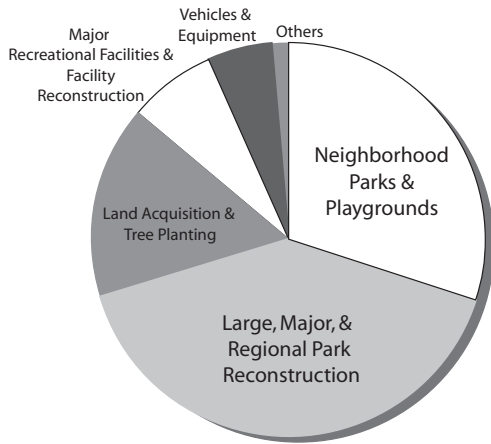 Vehicles &
Equipment
Others
Major
Recreational Facilities &
Facility
Reconstruction
Neighborhood
Parks &
Playgrounds
Land Acquisition &
Tree Planting
Large, Major, &
Regional Park
Reconstruction